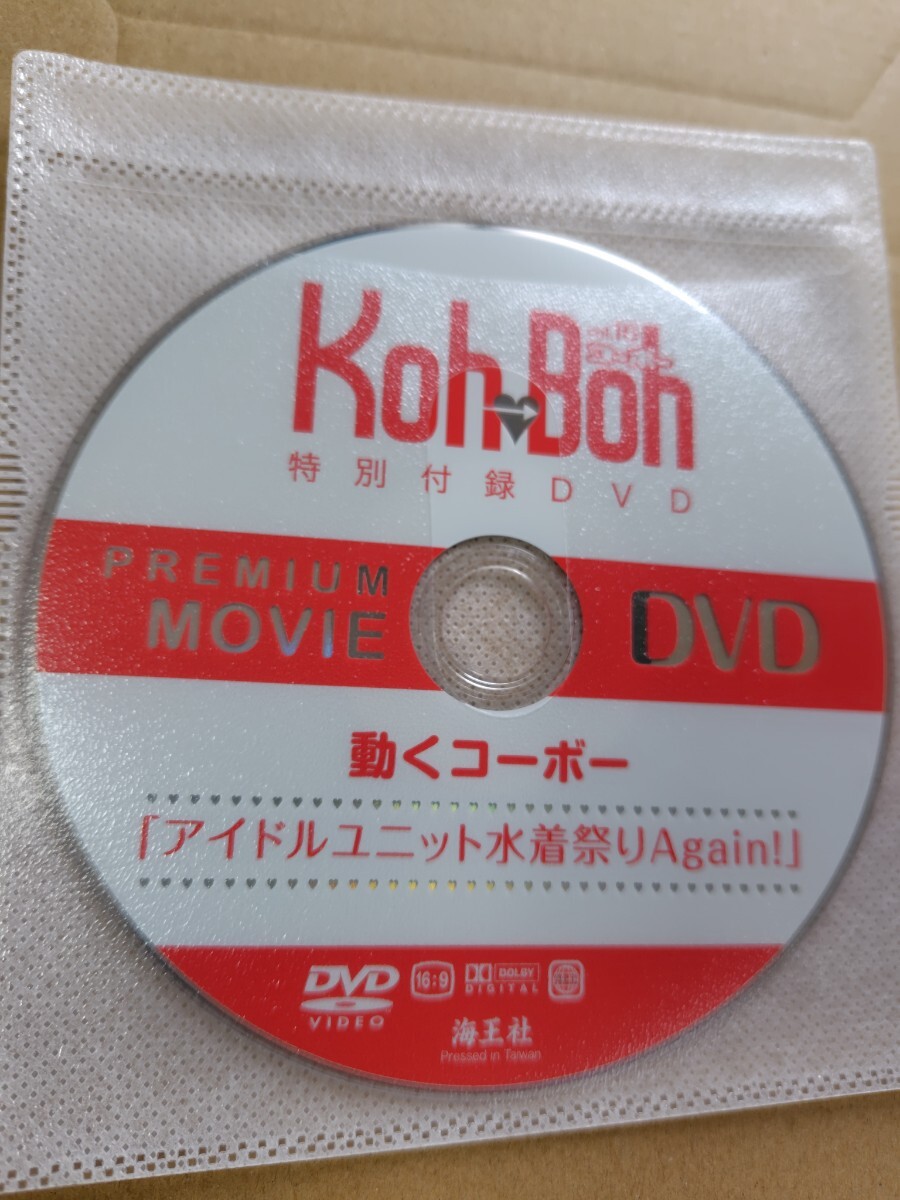 Koh Boh
特別付録DVD
PREMIUM
MOVIE
DVD
動くコーボー
「アイドルユニット水着祭りAgain!」
DVD
VIDEO
16:9
DOLBY
DIGITAL
海王社
Pressed in Taiwan